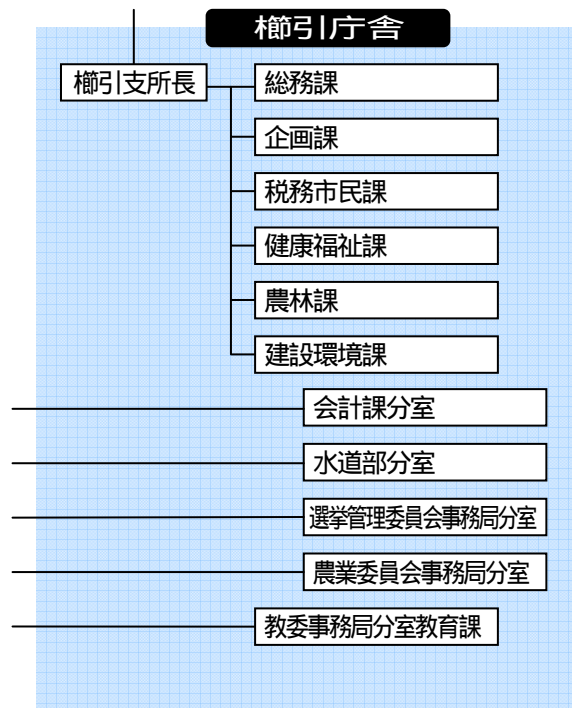 櫛引庁舎
櫛引支所長
総務課
企画課
税務市民課
健康福祉課
農林課
建設環境課
会計課分室
水道部分室
選挙管理委員会事務局分室
農業委員会事務局分室
教委事務局分室教育課